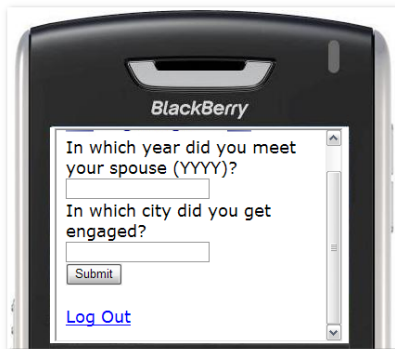 BlackBerry
In which year did you meet
your spouse (YYYY)?
In which city did you get
engaged?
Submit
Log Out